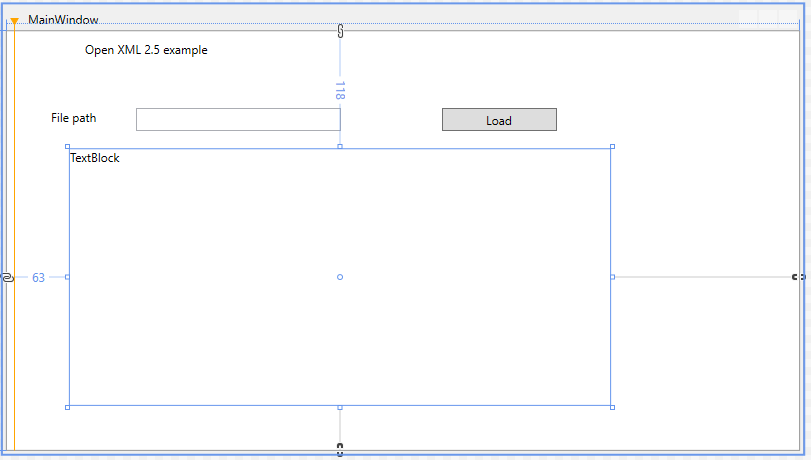 MainWindow
Open XML 2.5 example
118
File path
Load
TextBlock
63